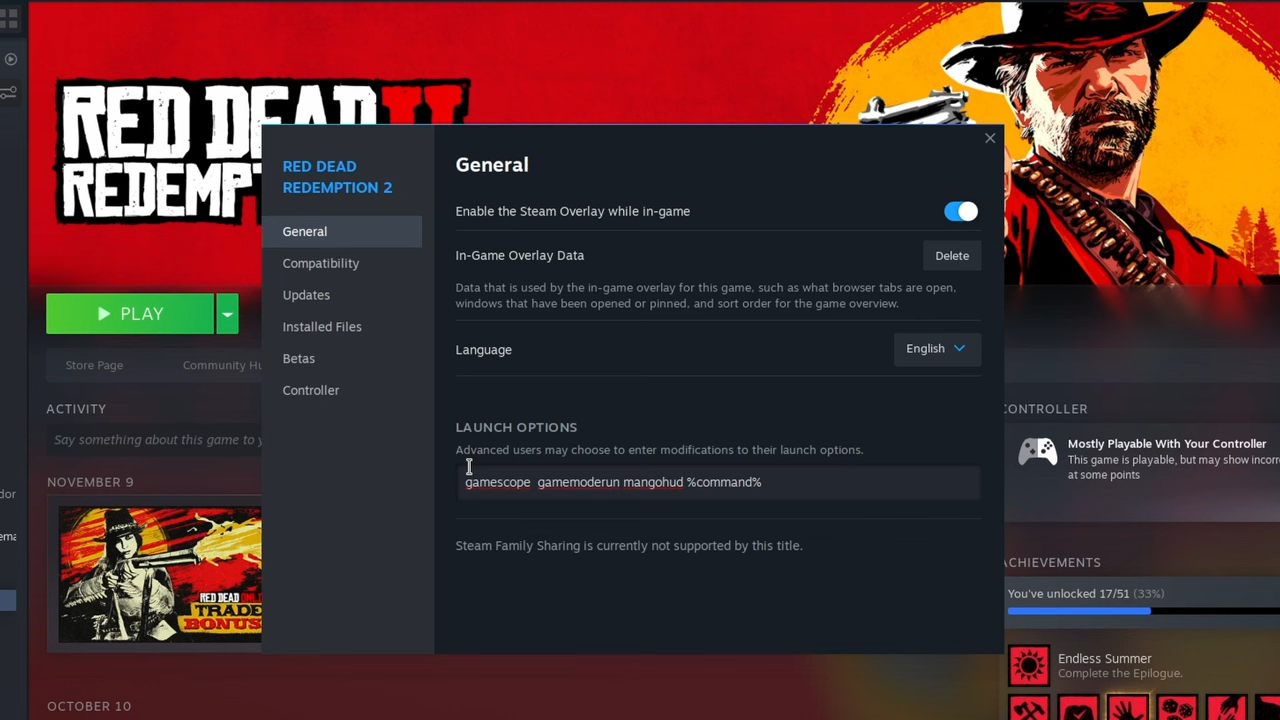 RED DEAD II
REDEMPT
RED DEAD
REDEMPTION 2
General
Compatibility
Updates
Installed Files
Betas
Controller
General
Enable the Steam Overlay while in-game
In-Game Overlay Data
Delete
Data that is used by the in-game overlay for this game, such as what browser tabs are open,
windows that have been opened or pinned, and sort order for the game overview.
Language
English
LAUNCH OPTIONS
Advanced users may choose to enter modifications to their launch options.
gamescope  gamemoderun mangohud %command%
Steam Family Sharing is currently not supported by this title.
PLAY
Store Page
Community Hu
ACTIVITY
Say something about this game to y
NOVEMBER 9
RED DEAD ONLINE
TRADE
BONUS
OCTOBER 10
CONTROLLER
Mostly Playable With Your Controller
This game is playable, but may show incorr
at some points
ACHIEVEMENTS
You've unlocked 17/51 (33%)
Endless Summer
Complete the Epilogue.